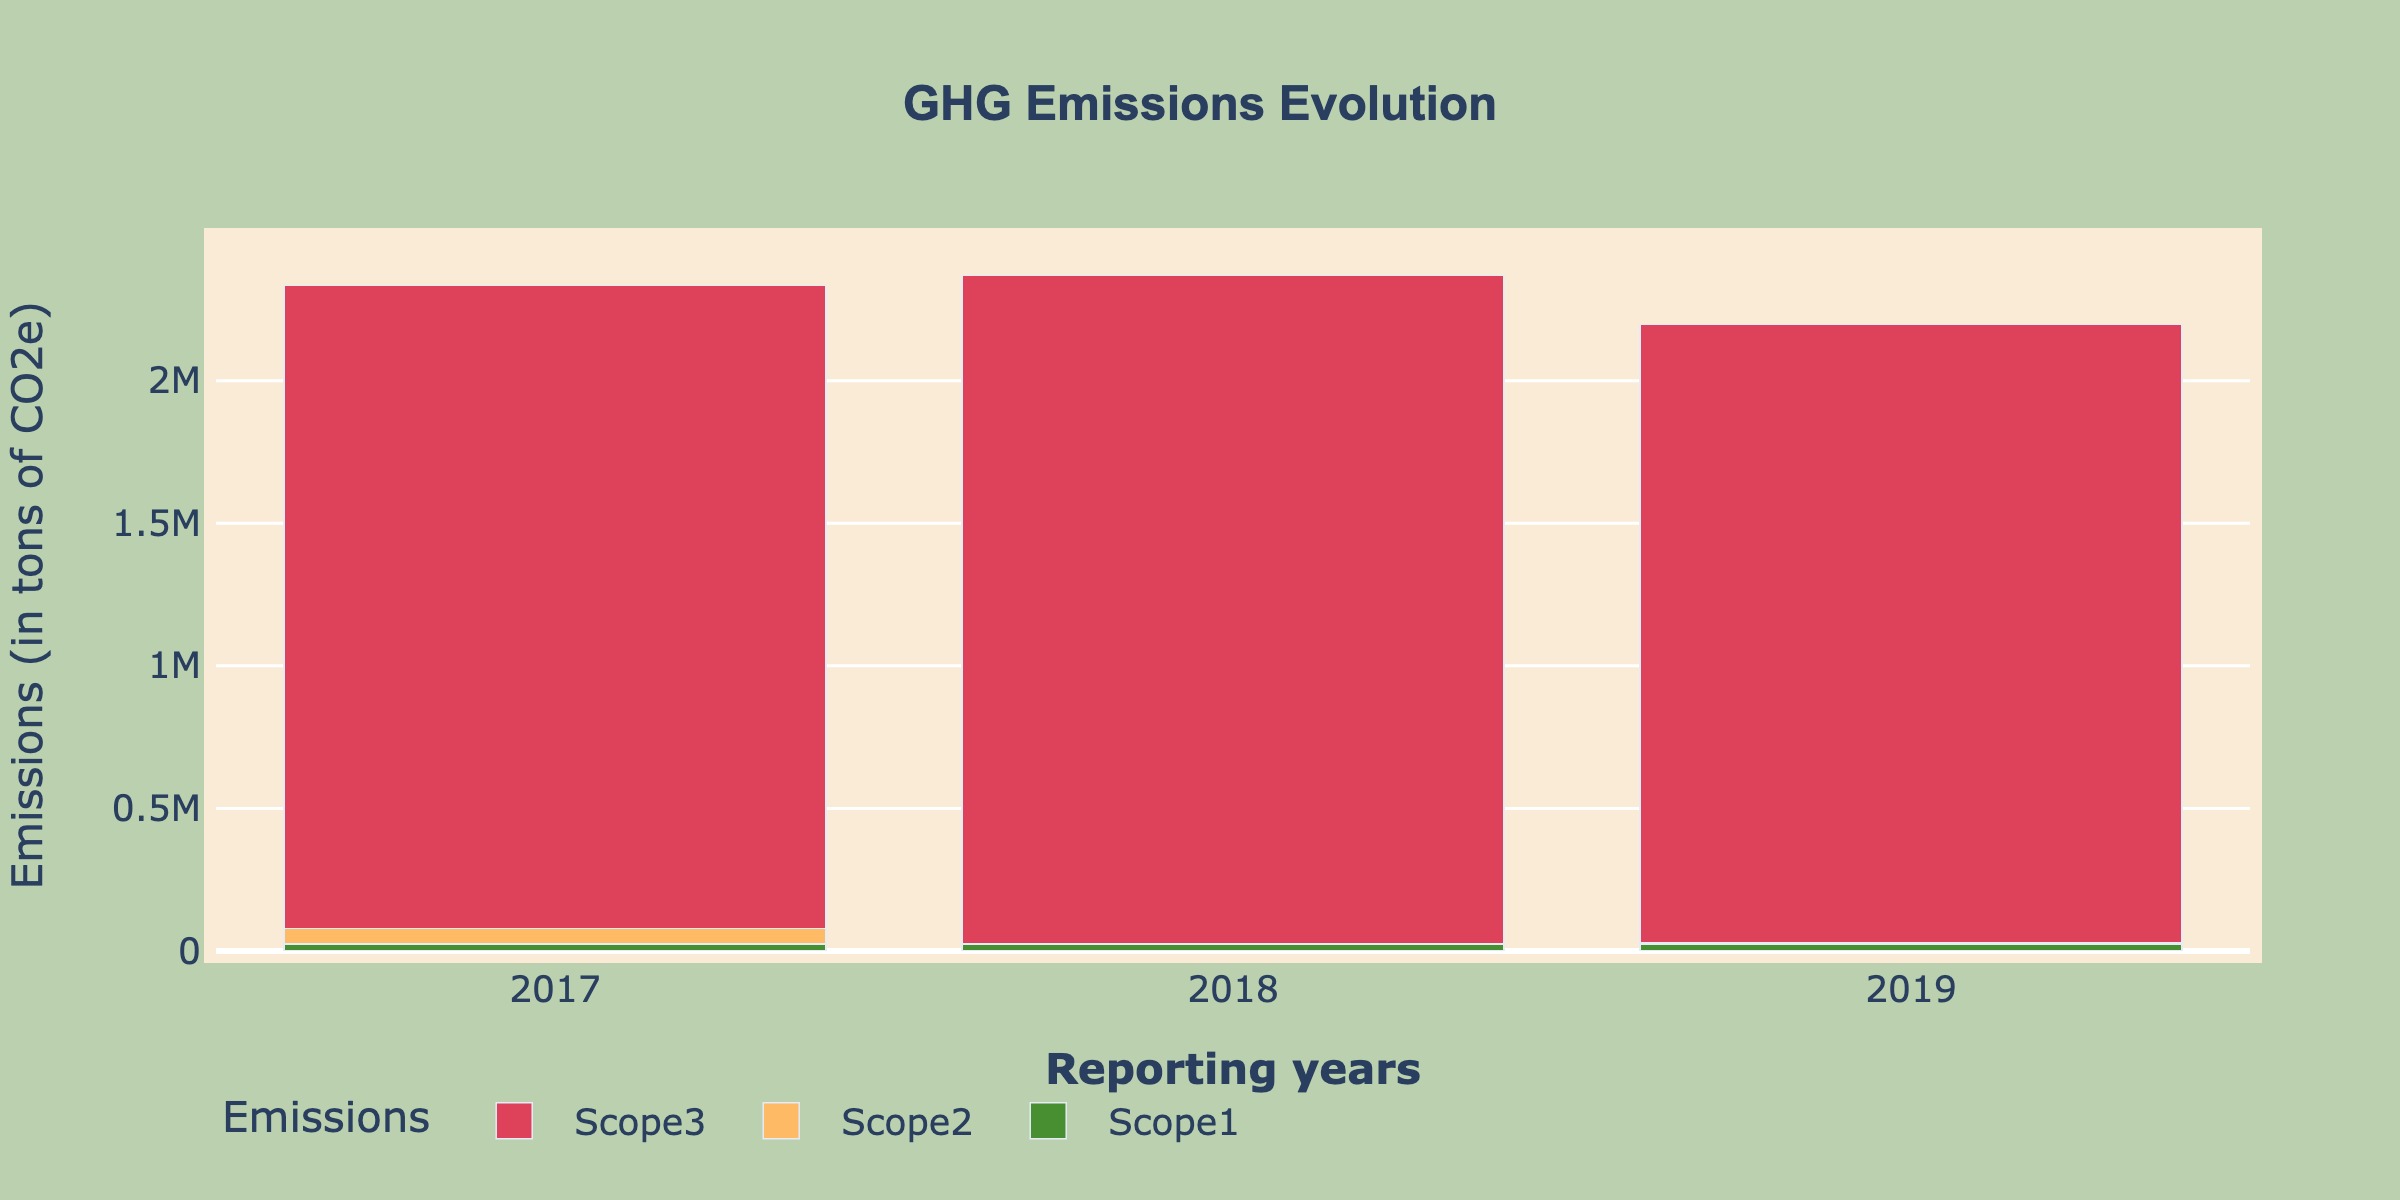 GHG Emissions Evolution
Emissions (in tons of CO2e)
2M
1.5M
1M
0.5M
0
2017 2018 2019
Reporting years
Emissions Scope3 Scope2 Scope1